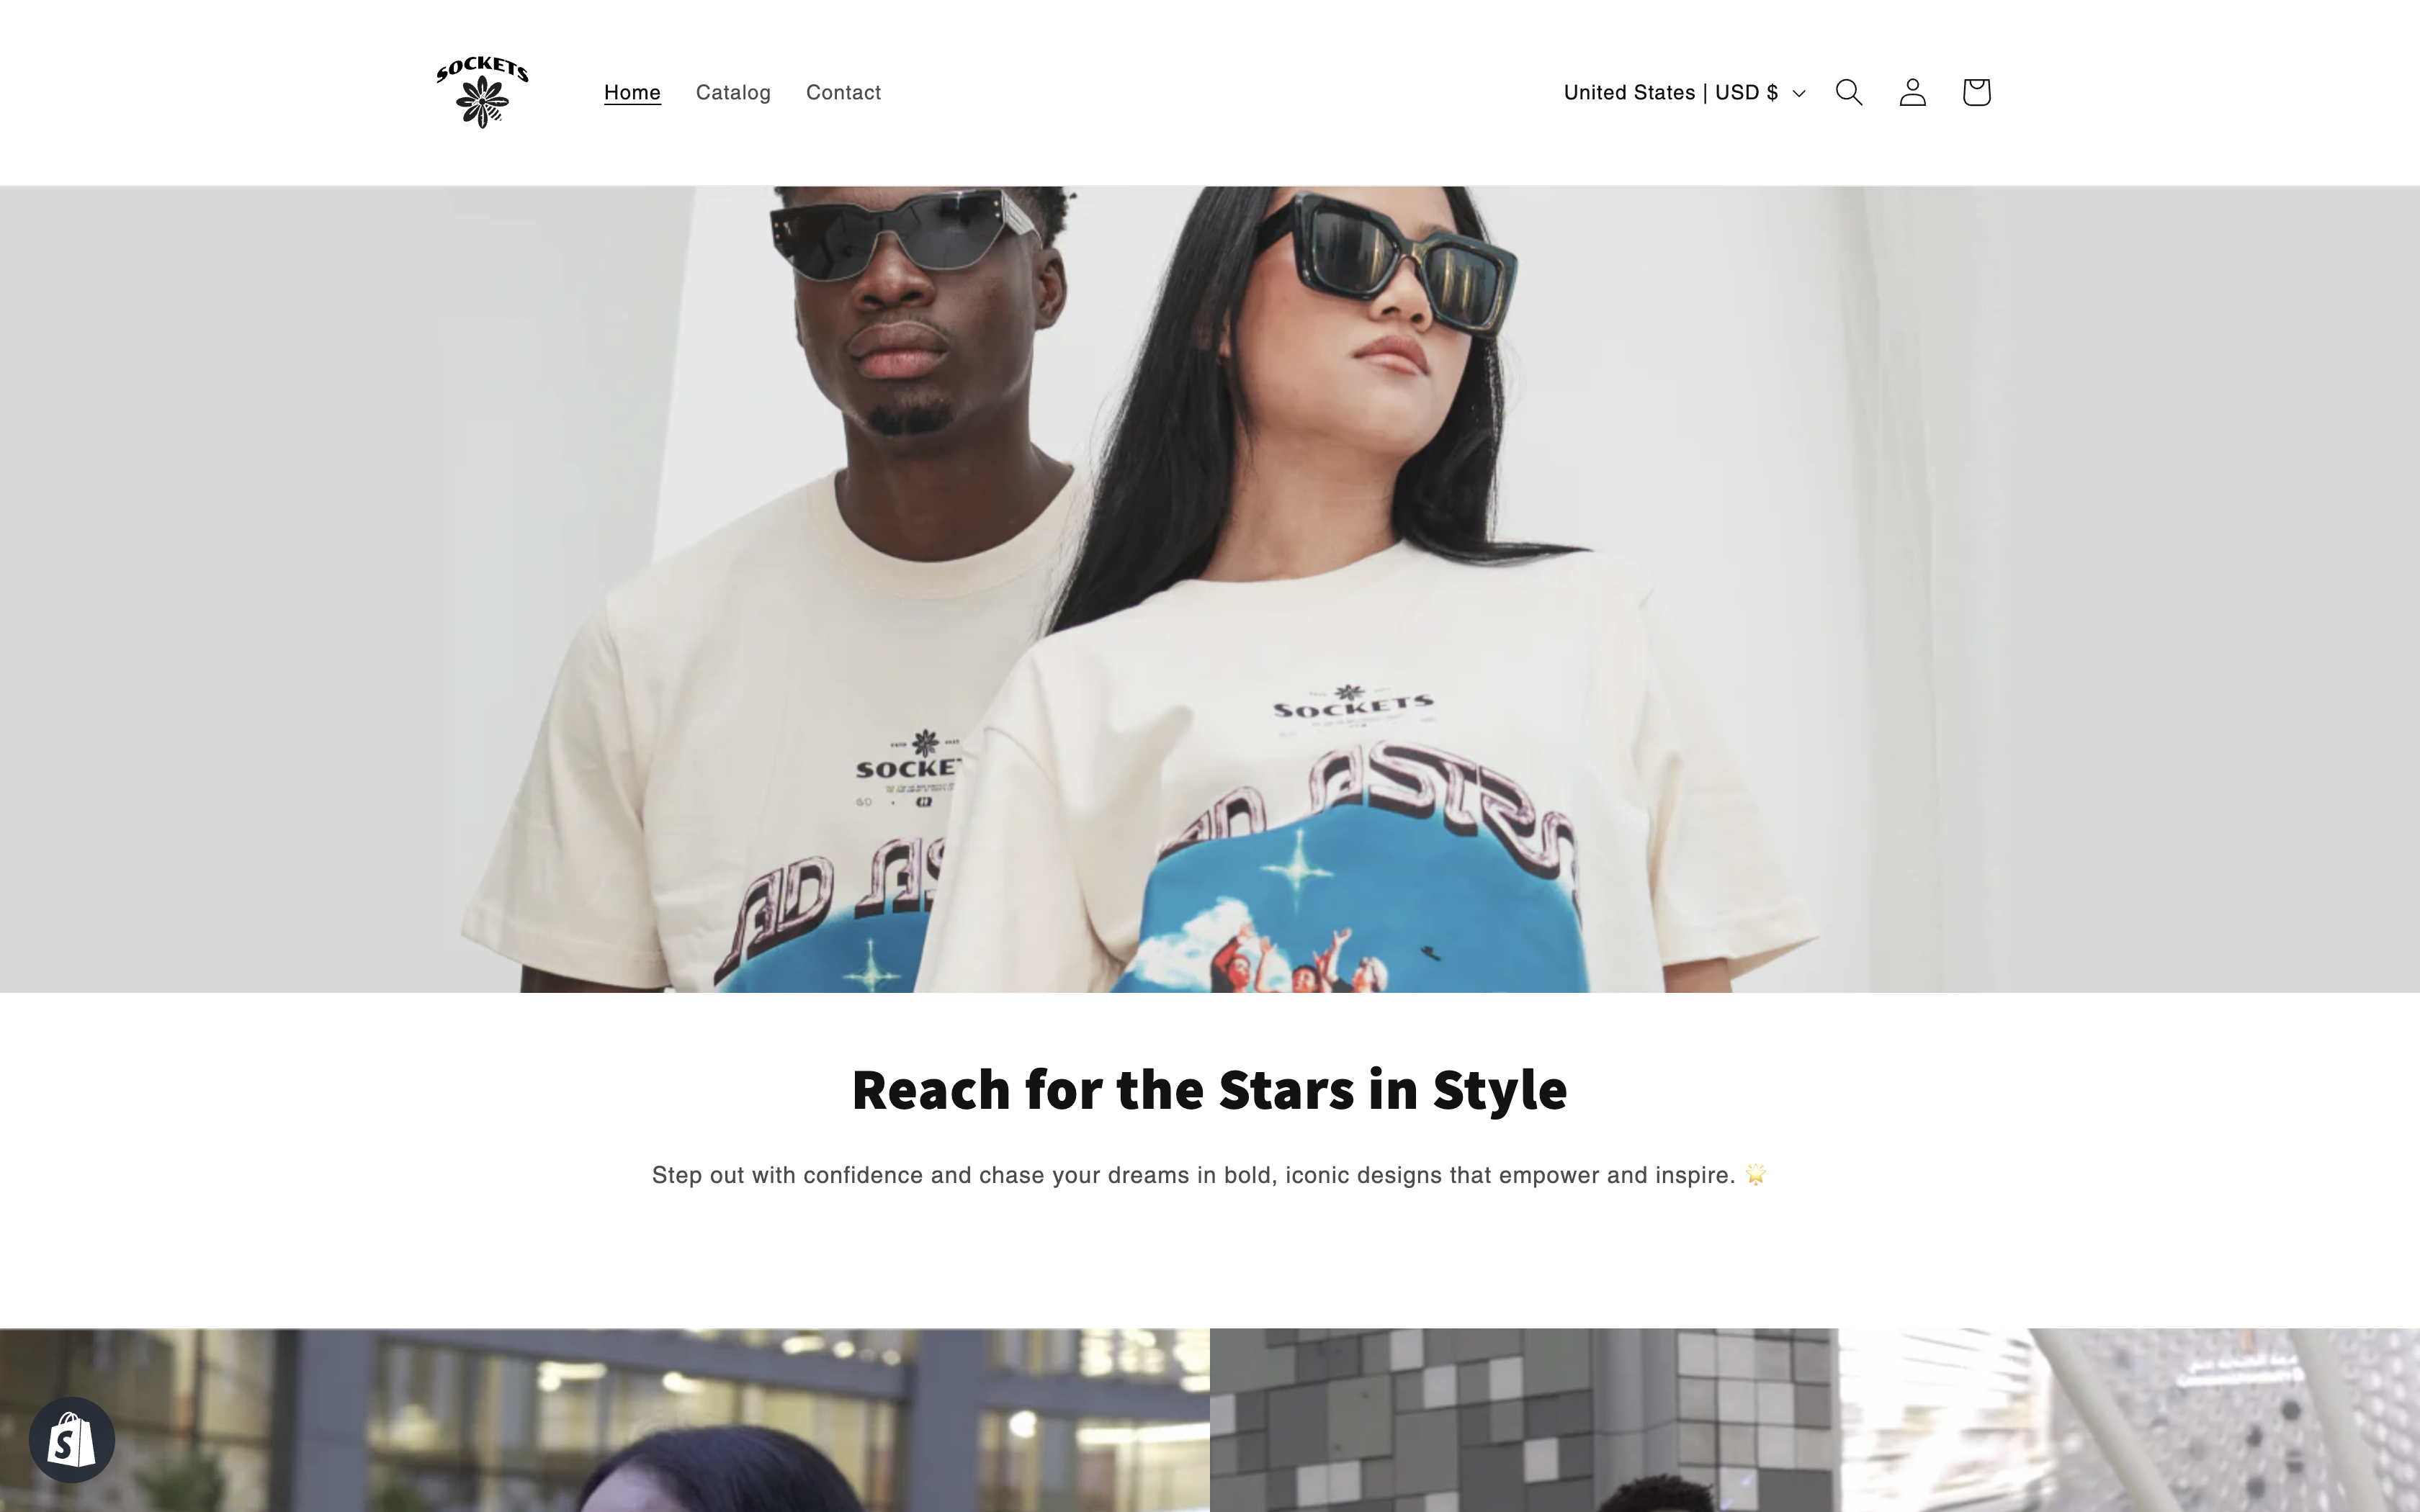 SOCKETS
Home
Catalog
Contact
United States | USD $
SOCKETS
SOCKE
AD ASTRA
AD AS
Reach for the Stars in Style
Step out with confidence and chase your dreams in bold, iconic designs that empower and inspire. 🌟
S